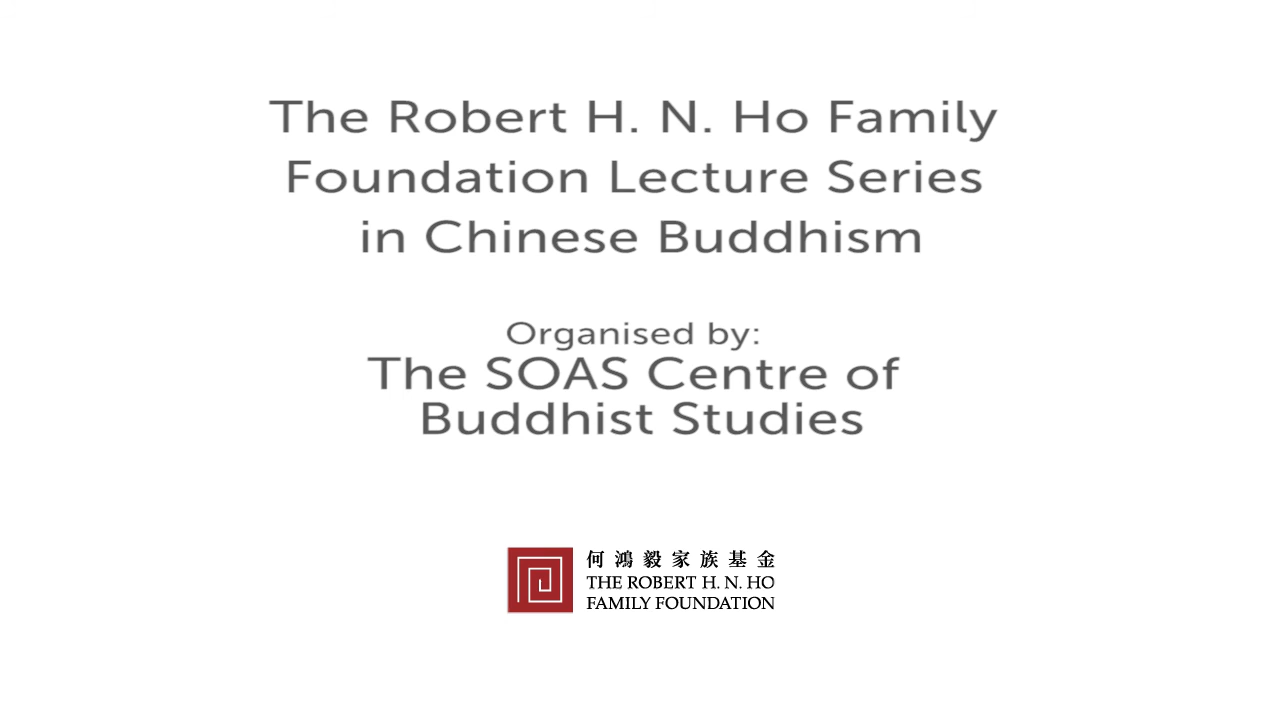 The Robert H. N. Ho Family
Foundation Lecture Series
in Chinese Buddhism
Organised by:
The SOAS Centre of
Buddhist Studies
何鴻毅家族基金
THE ROBERT H. N. HO
FAMILY FOUNDATION